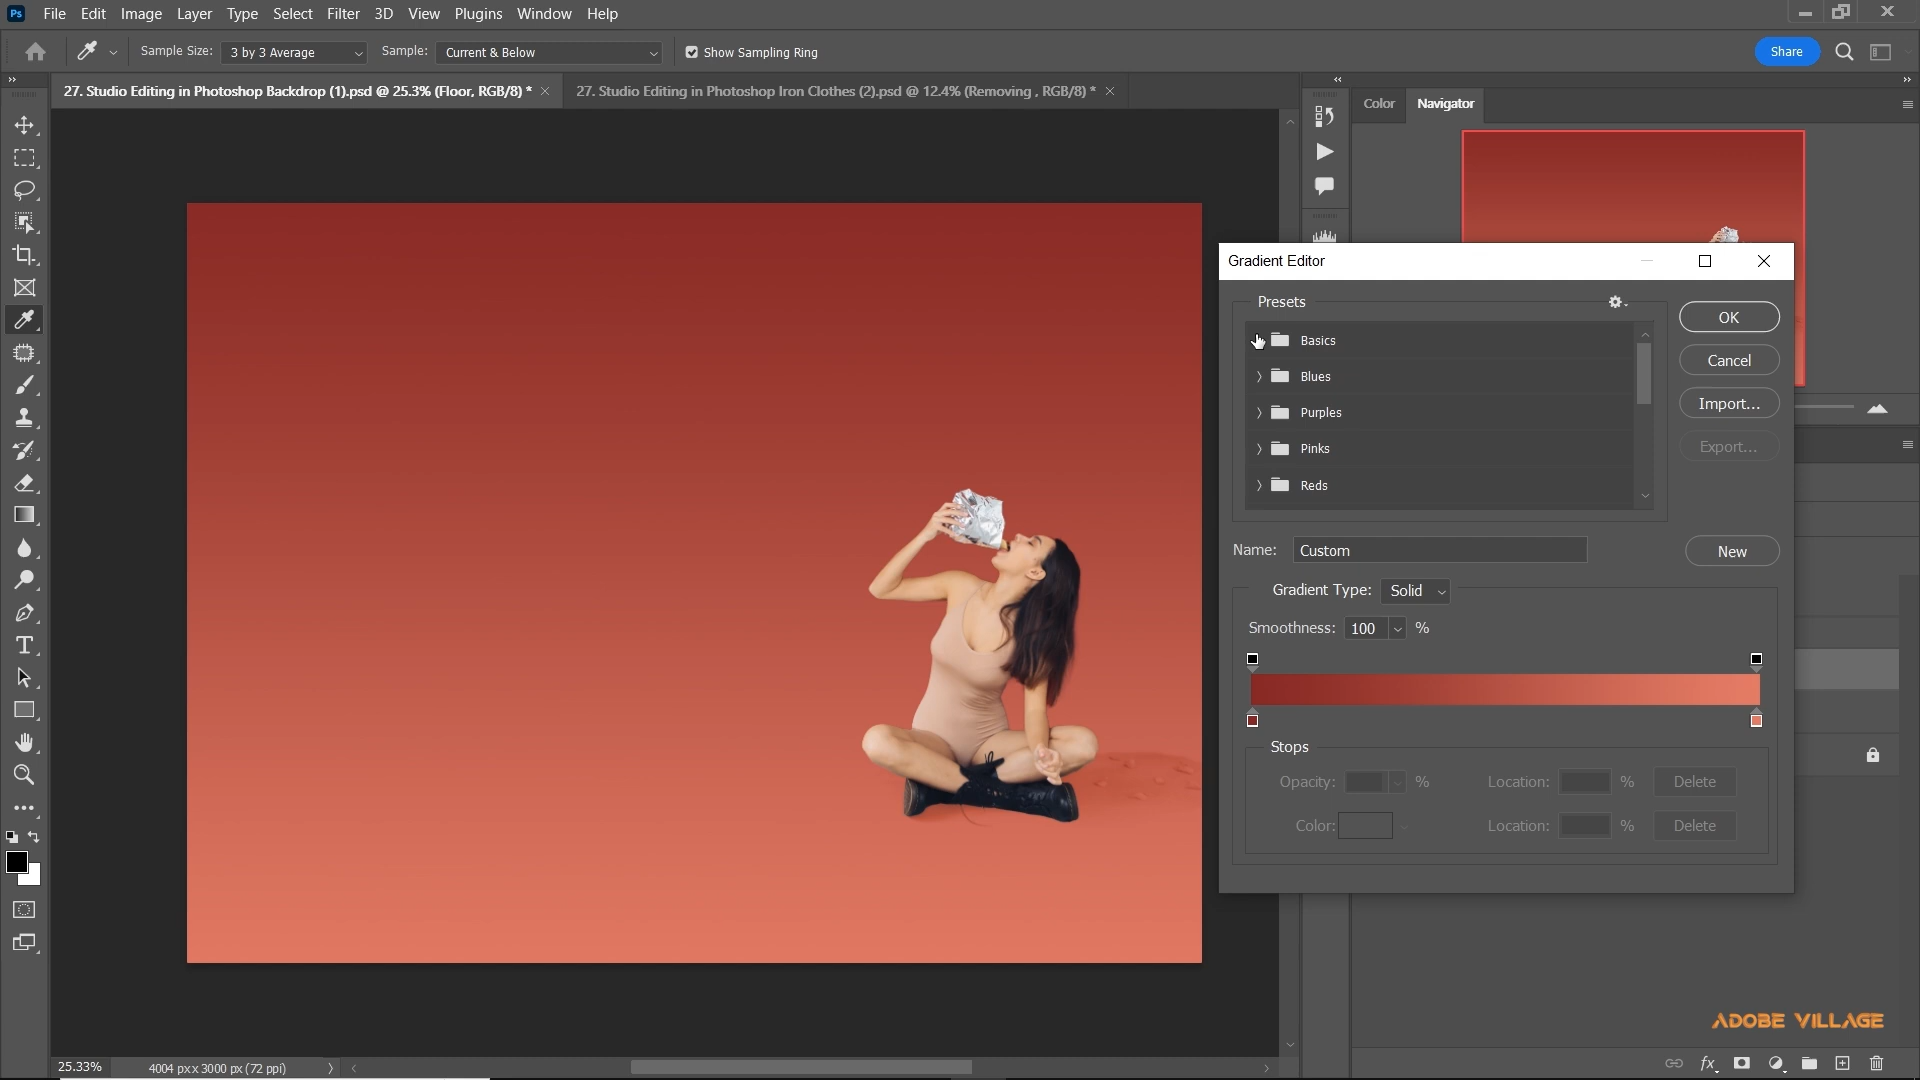 Ps File Edit Image Layer Type Select Filter 3D View Plugins Window Help
Sample Size: 3 by 3 Average Sample: Current & Below Show Sampling Ring Share
27. Studio Editing in Photoshop Backdrop (1).psd @ 25.3% (Floor, RGB/8) *
27. Studio Editing in Photoshop Iron Clothes (2).psd @ 12.4% (Removing , RGB/8) *
Color Navigator
Gradient Editor
Presets
Basics
Blues
Purples
Pinks
Reds
OK
Cancel
Import...
Export...
Name: Custom
New
Gradient Type: Solid
Smoothness: 100 %
Stops
Opacity: % Location: % Delete
Color: Location: % Delete
ADOBE VILLAGE
25.33% 4004 px x 3000 px (72 ppi)
fx